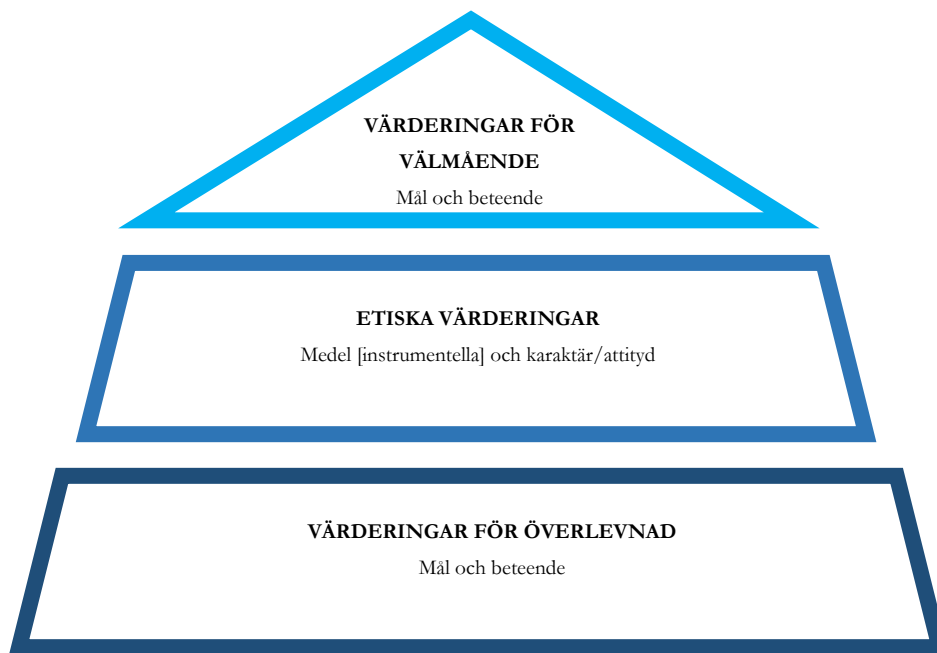 VÄRDERINGAR FÖR
VÄLMÅENDE
Mål och beteende
ETISKA VÄRDERINGAR
Medel [instrumentella] och karaktär/attityd
VÄRDERINGAR FÖR ÖVERLEVNAD
Mål och beteende